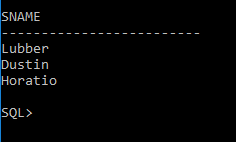 SNAME
-------------------------
Lubber
Dustin
Horatio
SQL>